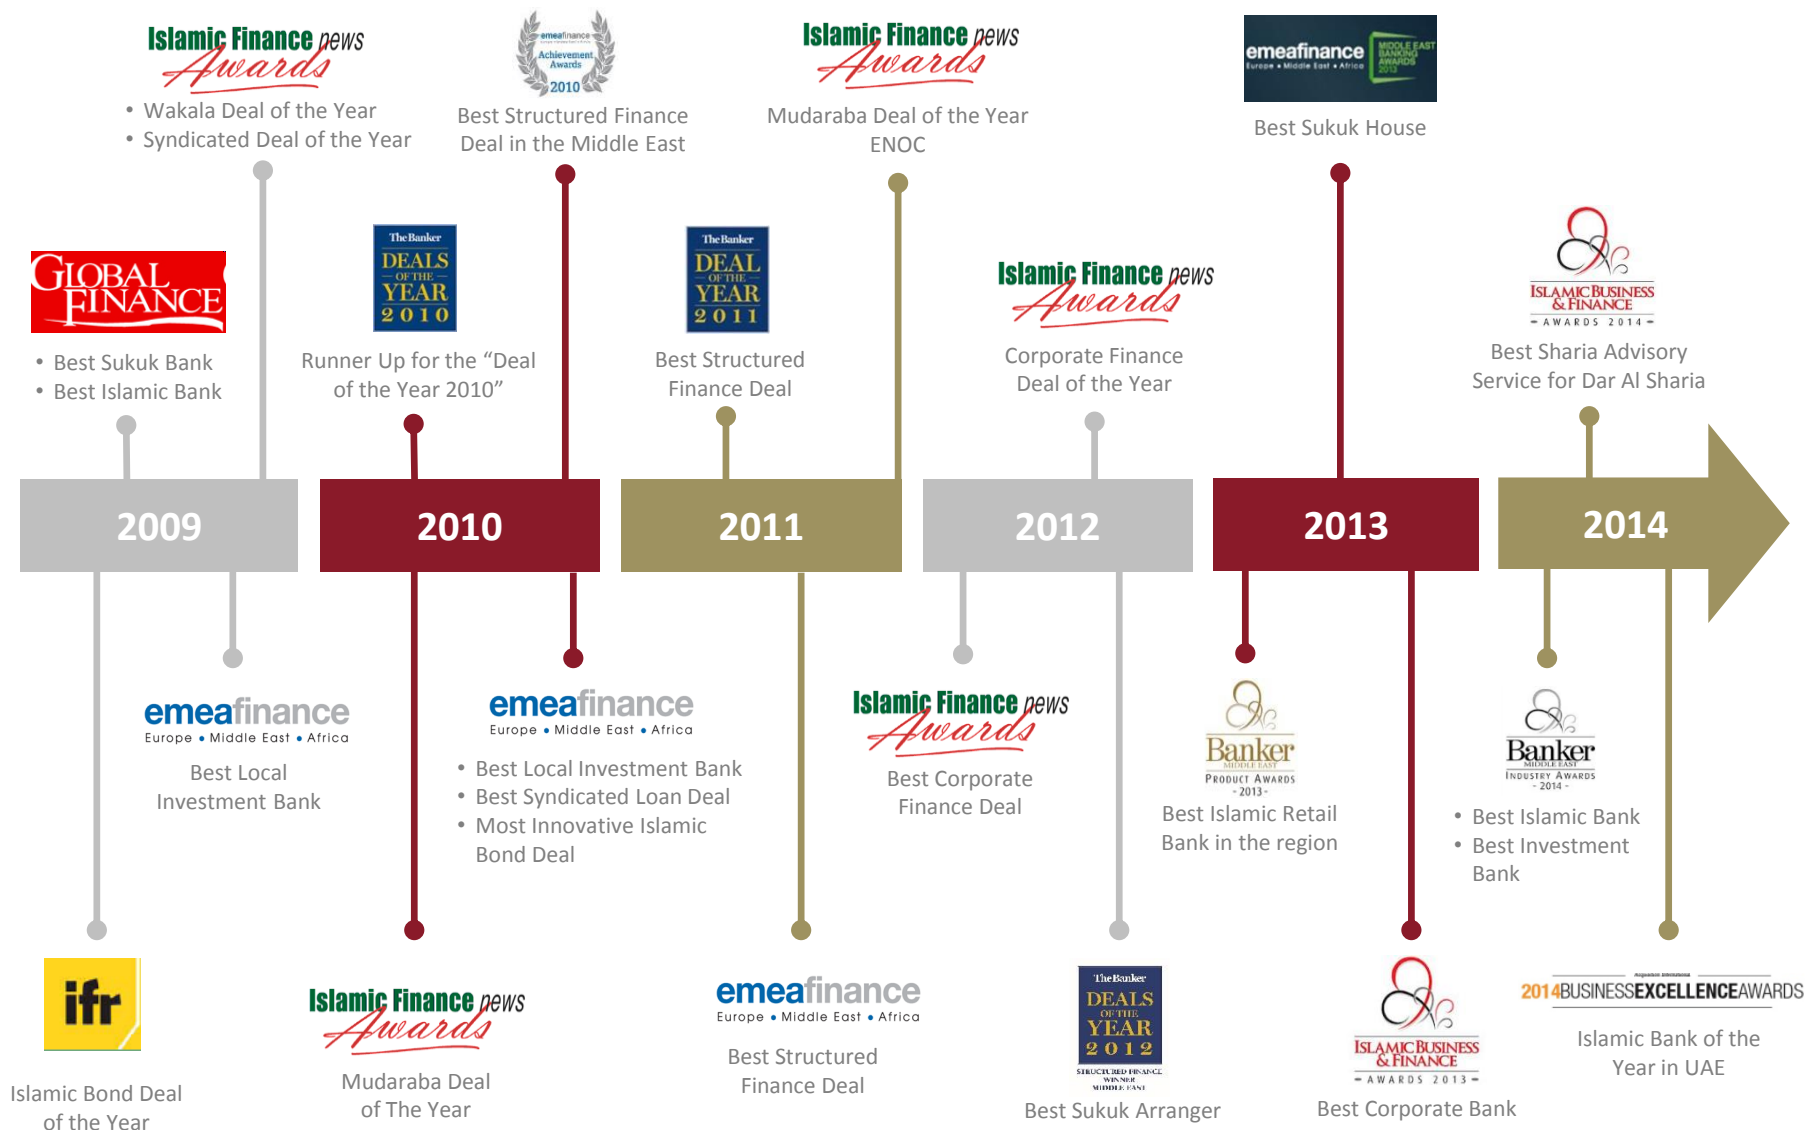 Islamic Finance news
Awards
• Wakala Deal of the Year
• Syndicated Deal of the Year
emeafinance
Achievement
Awards
2010
Best Structured Finance
Deal in the Middle East
Islamic Finance news
Awards
Mudaraba Deal of the Year
ENOC
emeafinance
Europe • Middle East • Africa
MIDDLE EAST
BANKING
AWARDS
2013
Best Sukuk House
GLOBAL
FINANCE
• Best Sukuk Bank
• Best Islamic Bank
The Banker
DEALS
OF THE
YEAR
2010
Runner Up for the “Deal
of the Year 2010”
The Banker
DEAL
OF THE
YEAR
2011
Best Structured
Finance Deal
Islamic Finance news
Awards
Corporate Finance
Deal of the Year
ISLAMIC BUSINESS
& FINANCE
AWARDS 2014
Best Sharia Advisory
Service for Dar Al Sharia
2009
2010
2011
2012
2013
2014
emeafinance
Europe • Middle East • Africa
Best Local
Investment Bank
emeafinance
Europe • Middle East • Africa
• Best Local Investment Bank
• Best Syndicated Loan Deal
• Most Innovative Islamic
Bond Deal
Islamic Finance news
Awards
Best Corporate
Finance Deal
Banker
MIDDLE EAST
PRODUCT AWARDS
- 2013 -
Best Islamic Retail
Bank in the region
Banker
MIDDLE EAST
INDUSTRY AWARDS
- 2014 -
• Best Islamic Bank
• Best Investment
Bank
ifr
Islamic Bond Deal
of the Year
Islamic Finance news
Awards
Mudaraba Deal
of The Year
emeafinance
Europe • Middle East • Africa
Best Structured
Finance Deal
The Banker
DEALS
OF THE
YEAR
2012
STRUCTURED FINANCE
WINNER
MIDDLE EAST
Best Sukuk Arranger
ISLAMIC BUSINESS
& FINANCE
AWARDS 2013
Best Corporate Bank
Acquisition International
2014BUSINESSEXCELLENCEAWARDS
Islamic Bank of the
Year in UAE